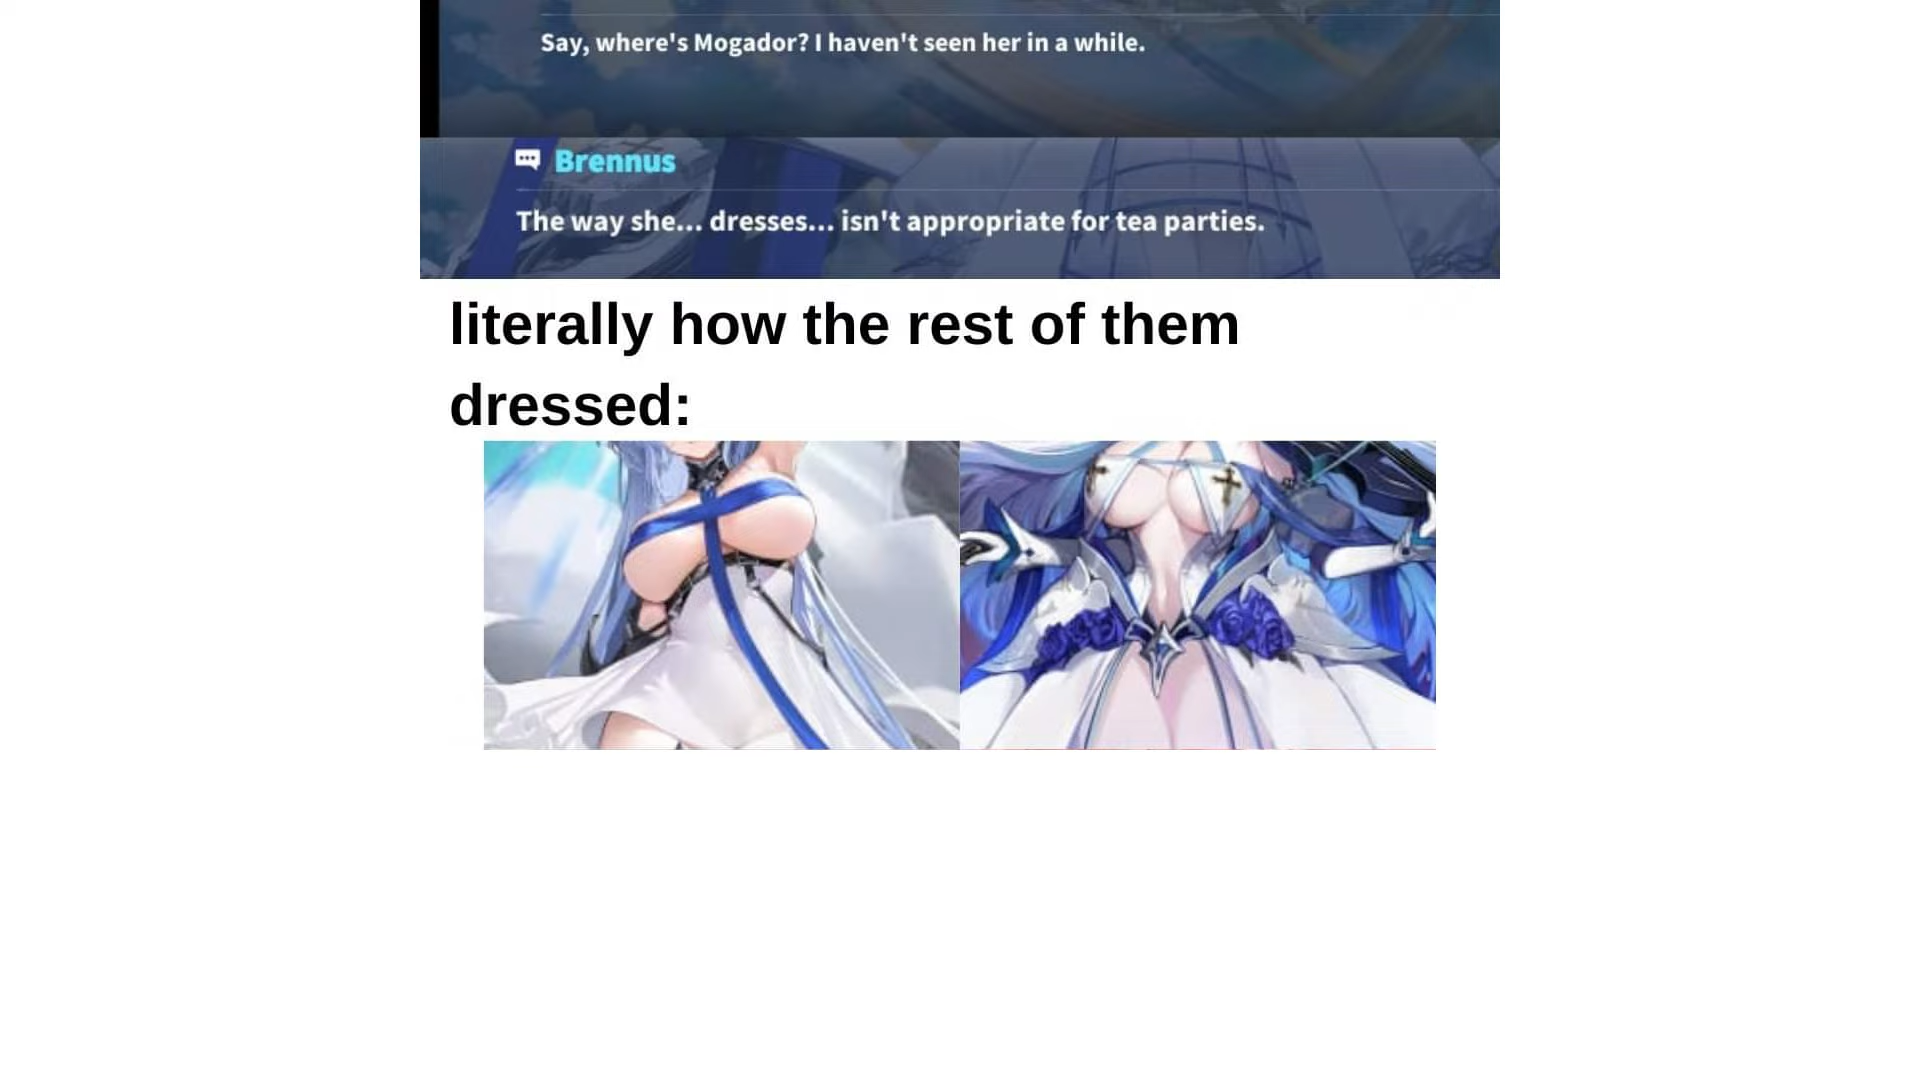 Say, where's Mogador? I haven't seen her in a while.
Brennus
The way she... dresses... isn't appropriate for tea parties.
literally how the rest of them
dressed: